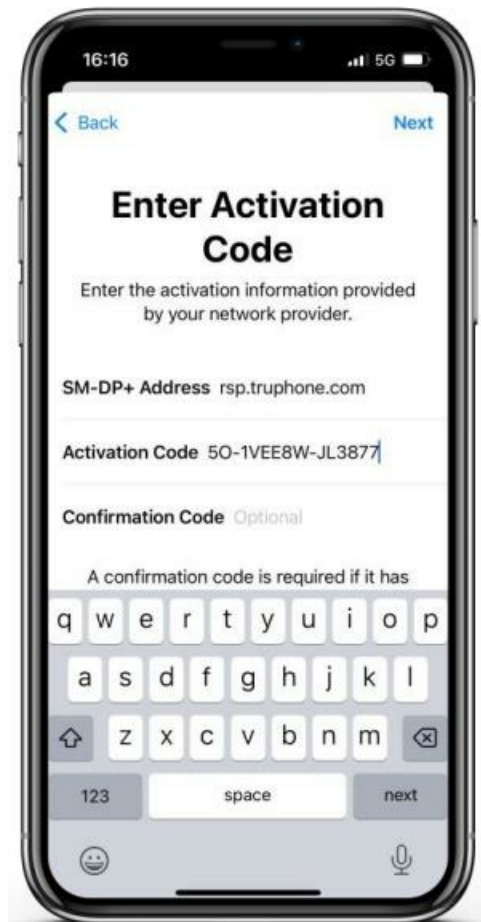 16:16
5G
Back
Next
Enter Activation
Code
Enter the activation information provided
by your network provider.
SM-DP+ Address rsp.truphone.com
Activation Code 5O-1VEE8W-JL3877
Confirmation Code Optional
A confirmation code is required if it has
q w e r t y u i o p
a s d f g h j k l
z x c v b n m
123 space next